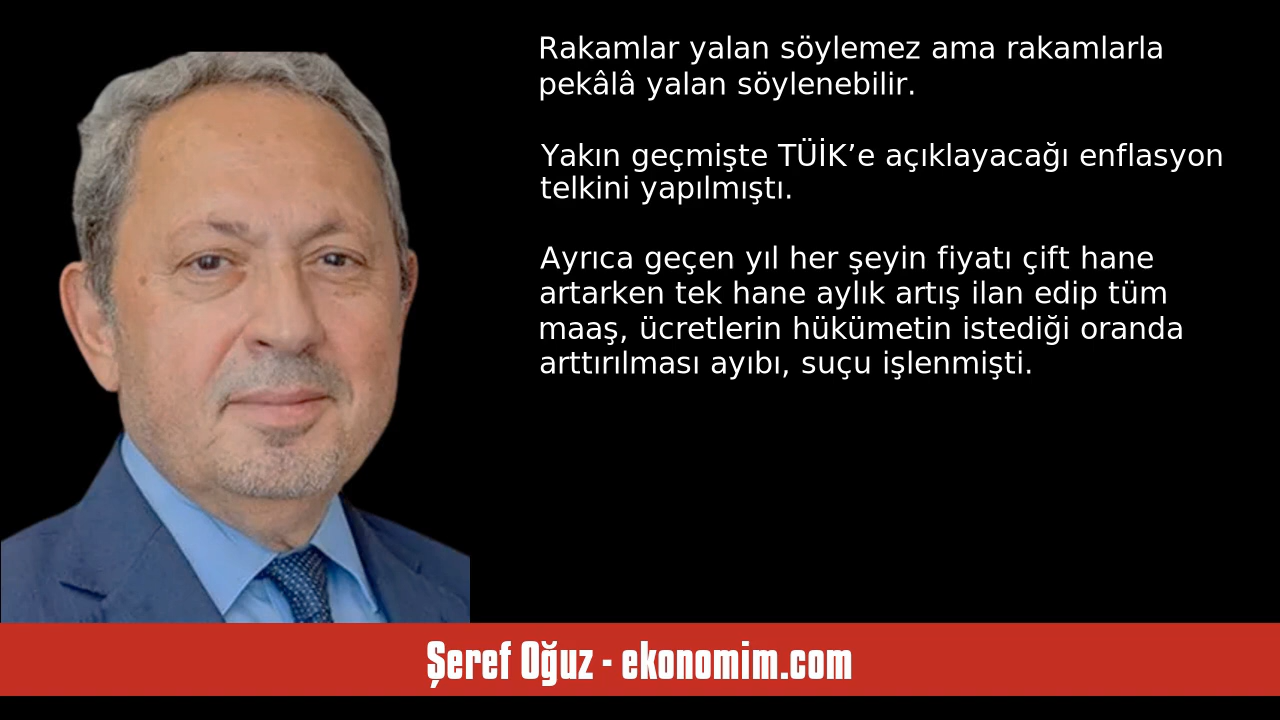 Rakamlar yalan söylemez ama rakamlarla
pekâlâ yalan söylenebilir.
Yakın geçmişte TÜİK’e açıklayacağı enflasyon
telkini yapılmıştı.
Ayrıca geçen yıl her şeyin fiyatı çift hane
artarken tek hane aylık artış ilan edip tüm
maaş, ücretlerin hükümetin istediği oranda
arttırılması ayıbı, suçu işlenmişti.
Şeref Oğuz - ekonomim.com